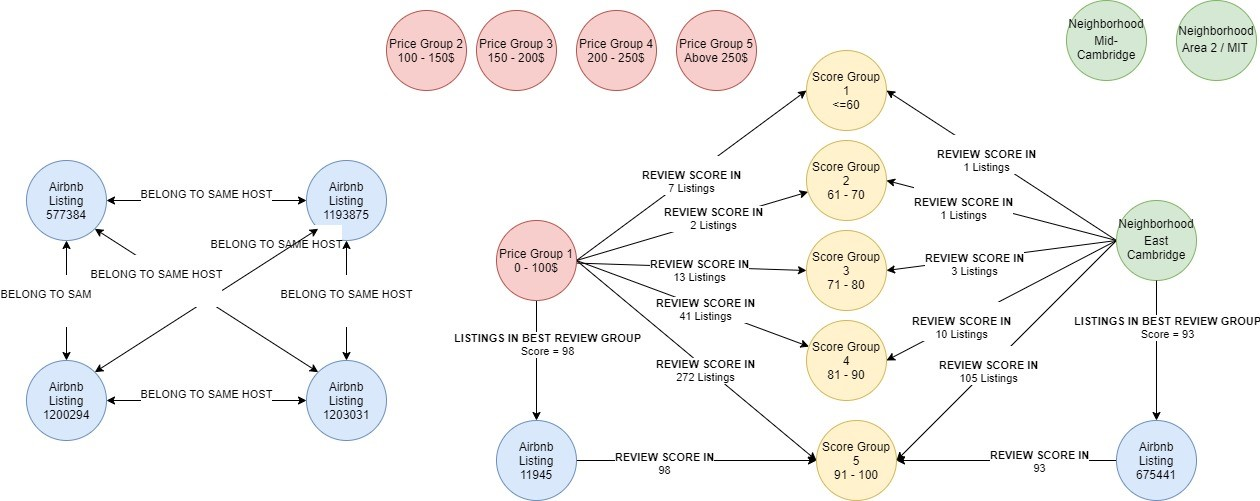 Price Group 2
100 - 150$
Price Group 3
150 - 200$
Price Group 4
200 - 250$
Price Group 5
Above 250$
Neighborhood
Mid-
Cambridge
Neighborhood
Area 2 / MIT
Score Group
1
<=60
REVIEW SCORE IN
7 Listings
REVIEW SCORE IN
1 Listings
Airbnb
Listing
577384
BELONG TO SAME HOST
Airbnb
Listing
1193875
Score Group
2
61 - 70
REVIEW SCORE IN
2 Listings
REVIEW SCORE IN
1 Listings
BELONG TO SAME HOST
BELONG TO SAME HOST
BELONG TO SAM
BELONG TO SAME HOST
Price Group 1
0 - 100$
Neighborhood
East
Cambridge
REVIEW SCORE IN
13 Listings
Score Group
3
71 - 80
REVIEW SCORE IN
3 Listings
REVIEW SCORE IN
41 Listings
REVIEW SCORE IN
10 Listings
LISTINGS IN BEST REVIEW GROUP
Score = 98
Score Group
4
81 - 90
LISTINGS IN BEST REVIEW GROUP
Score = 93
REVIEW SCORE IN
272 Listings
REVIEW SCORE IN
105 Listings
Airbnb
Listing
1200294
BELONG TO SAME HOST
Airbnb
Listing
1203031
Airbnb
Listing
11945
REVIEW SCORE IN
98
Score Group
5
91 - 100
REVIEW SCORE IN
93
Airbnb
Listing
675441